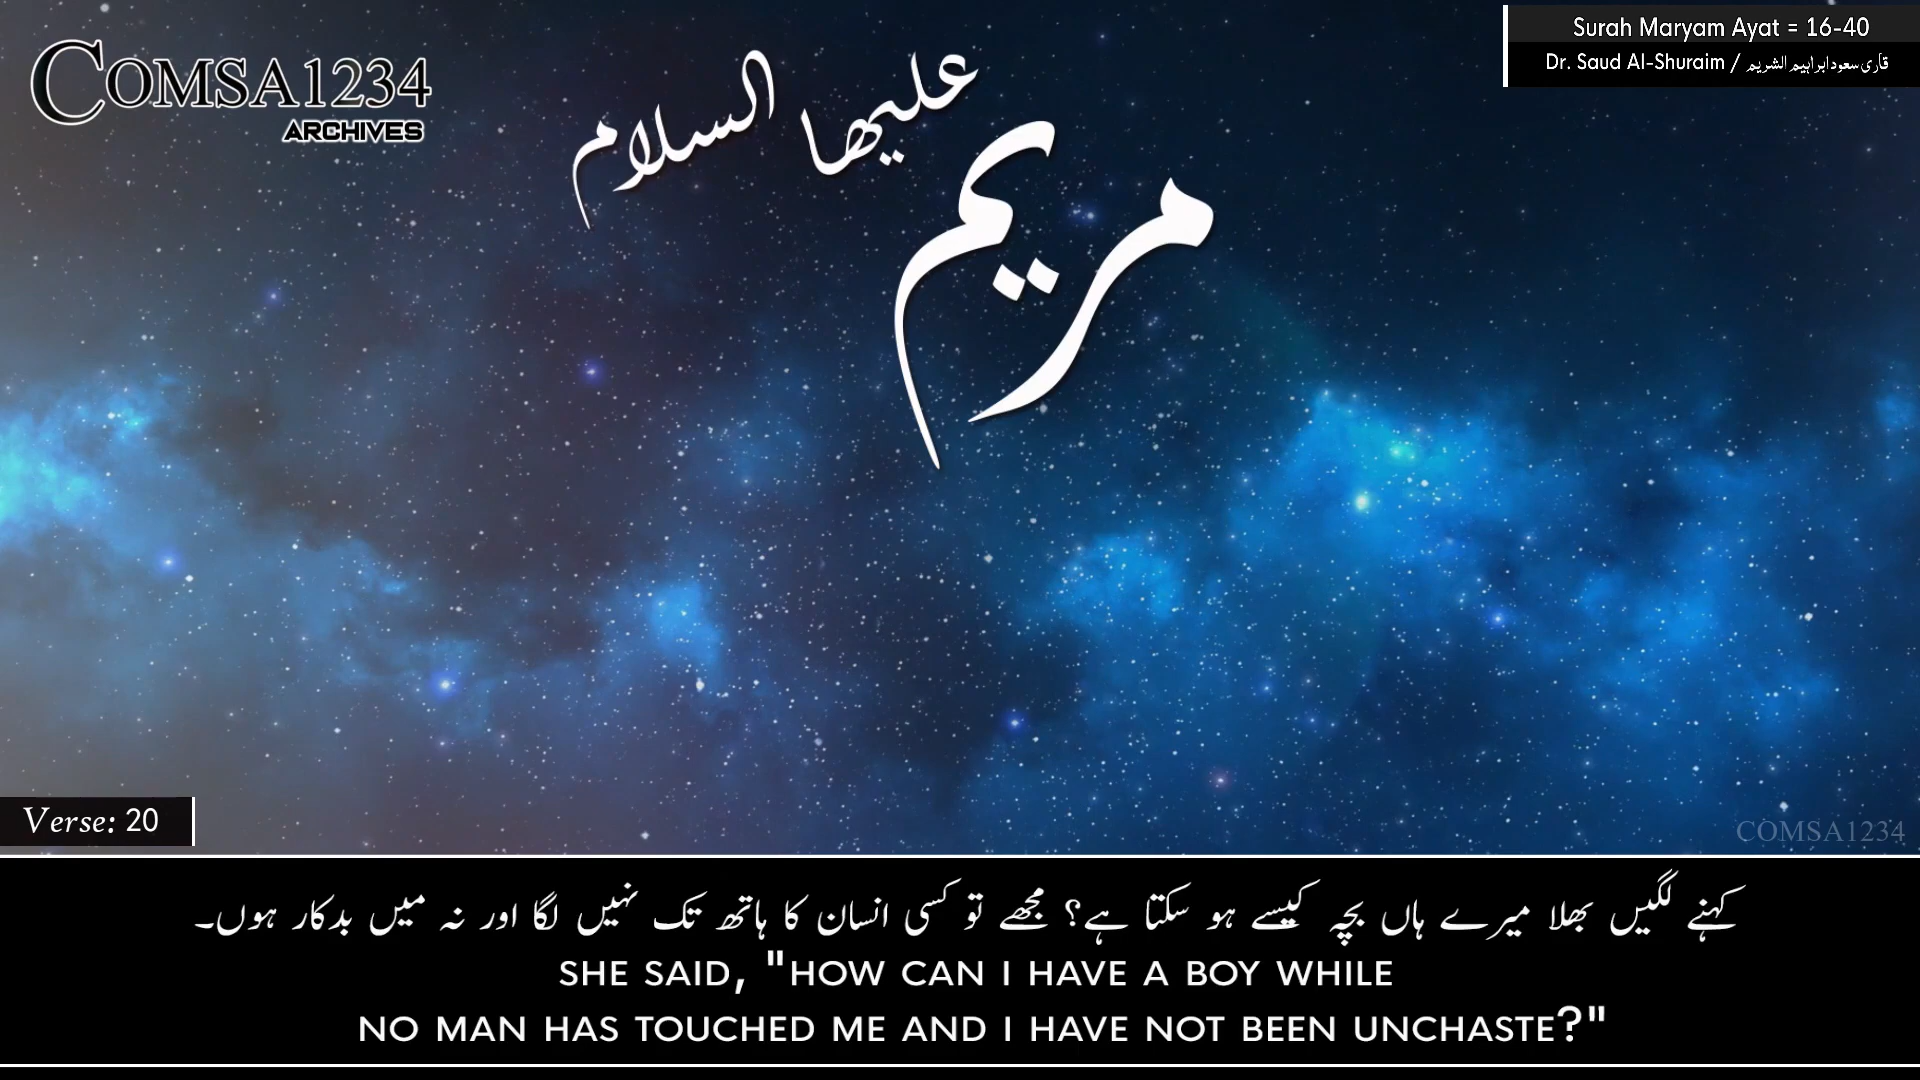 COMSA1234
ARCHIVES
Surah Maryam Ayat = 16-40
Dr. Saud Al-Shuraim / قاری سعود ابراہیم الشریم
علیھا السلام
مریم
Verse: 20
COMSA1234
کہنے لگیں بھلا میرے ہاں بچہ کیسے ہو سکتا ہے؟ مجھے تو کسی انسان کا ہاتھ تک نہیں لگا اور نہ میں بدکار ہوں۔
SHE SAID, "HOW CAN I HAVE A BOY WHILE
NO MAN HAS TOUCHED ME AND I HAVE NOT BEEN UNCHASTE?"